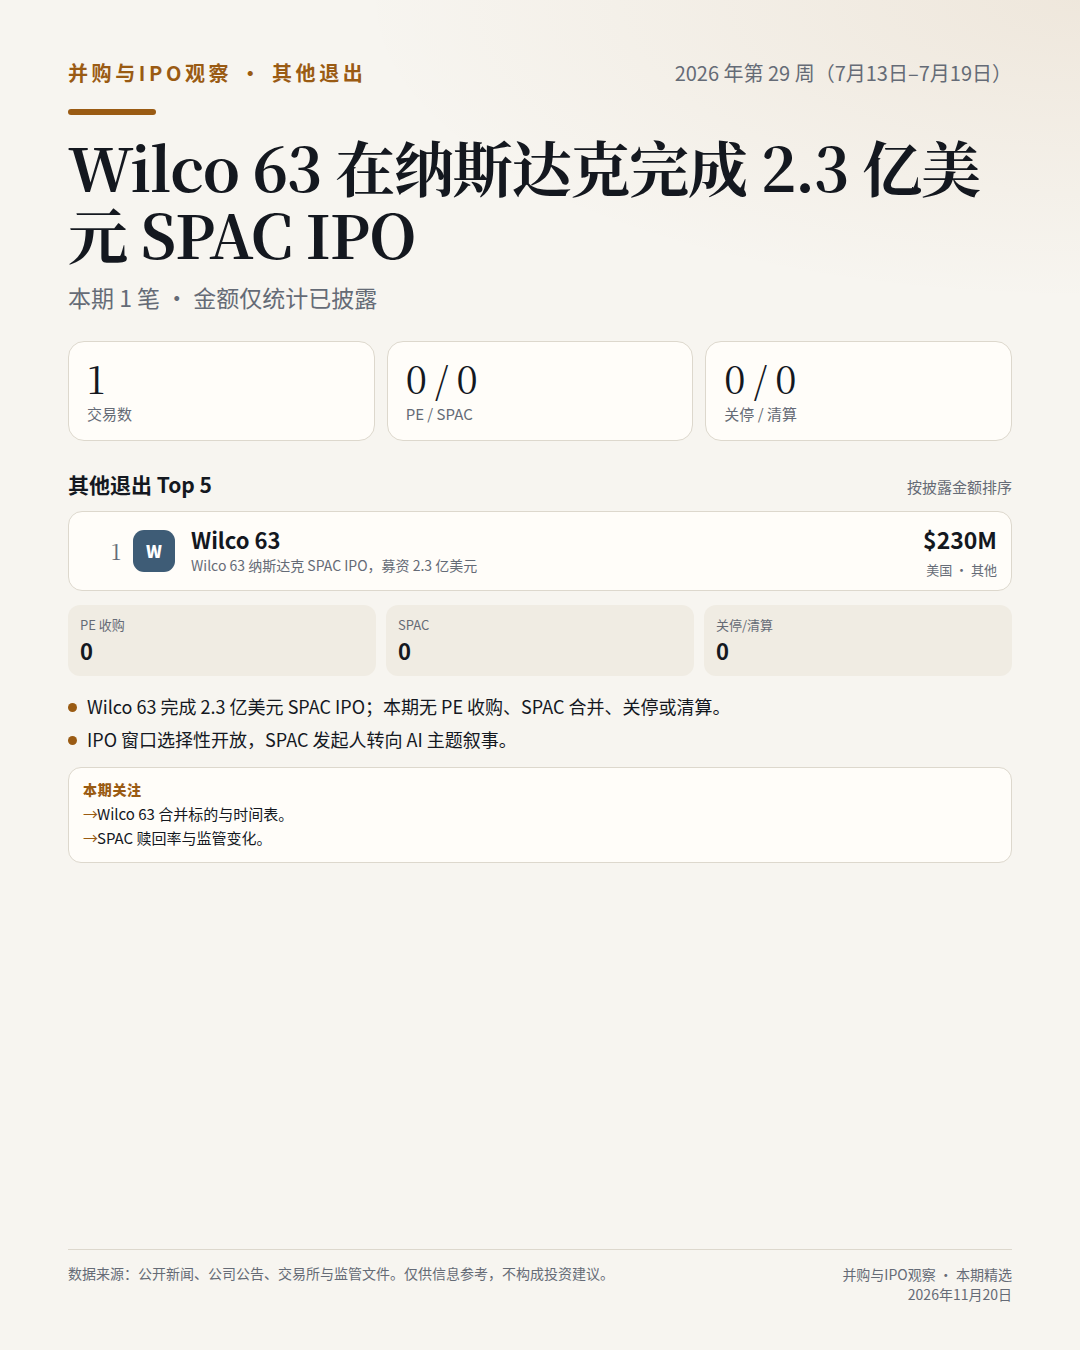 并购与IPO观察 · 其他退出
2026 年第 29 周（7月13日–7月19日）
Wilco 63 在纳斯达克完成 2.3 亿美
元 SPAC IPO
本期 1 笔 · 金额仅统计已披露
1
交易数
0 / 0
PE / SPAC
0 / 0
关停 / 清算
其他退出 Top 5
按披露金额排序
1
W
Wilco 63
Wilco 63 纳斯达克 SPAC IPO，募资 2.3 亿美元
$230M
美国 · 其他
PE 收购
0
SPAC
0
关停/清算
0
Wilco 63 完成 2.3 亿美元 SPAC IPO；本期无 PE 收购、SPAC 合并、关停或清算。
IPO 窗口选择性开放，SPAC 发起人转向 AI 主题叙事。
本期关注
→Wilco 63 合并标的与时间表。
→SPAC 赎回率与监管变化。
数据来源：公开新闻、公司公告、交易所与监管文件。仅供信息参考，不构成投资建议。
并购与IPO观察 · 本期精选
2026年11月20日